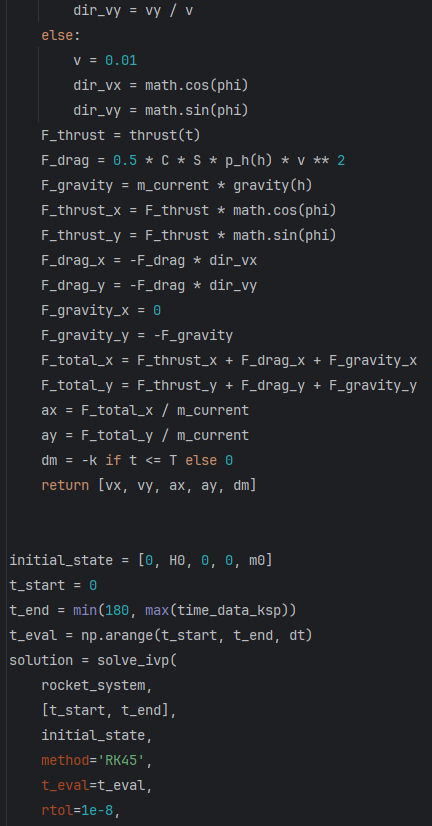 dir_vy = vy / v
else:
v = 0.01
dir_vx = math.cos(phi)
dir_vy = math.sin(phi)
F_thrust = thrust(t)
F_drag = 0.5 * C * S * p_h(h) * v ** 2
F_gravity = m_current * gravity(h)
F_thrust_x = F_thrust * math.cos(phi)
F_thrust_y = F_thrust * math.sin(phi)
F_drag_x = -F_drag * dir_vx
F_drag_y = -F_drag * dir_vy
F_gravity_x = 0
F_gravity_y = -F_gravity
F_total_x = F_thrust_x + F_drag_x + F_gravity_x
F_total_y = F_thrust_y + F_drag_y + F_gravity_y
ax = F_total_x / m_current
ay = F_total_y / m_current
dm = -k if t <= T else 0
return [vx, vy, ax, ay, dm]
initial_state = [0, H0, 0, 0, m0]
t_start = 0
t_end = min(180, max(time_data_ksp))
t_eval = np.arange(t_start, t_end, dt)
solution = solve_ivp(
rocket_system,
[t_start, t_end],
initial_state,
method='RK45',
t_eval=t_eval,
rtol=1e-8,